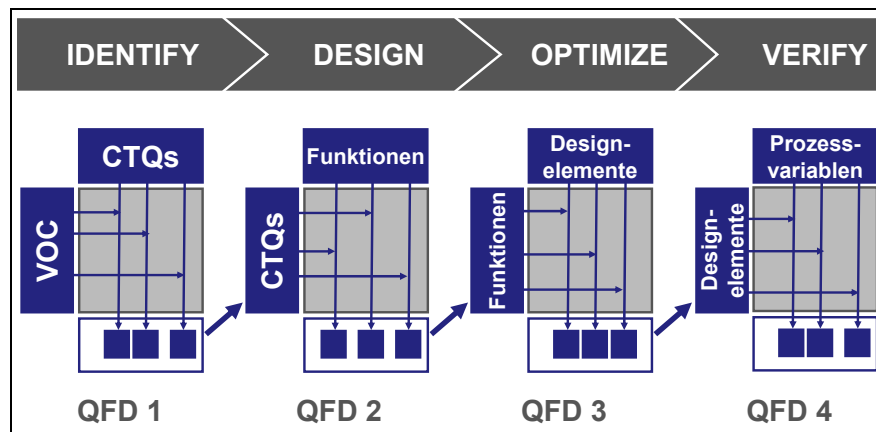 IDENTIFY
DESIGN
OPTIMIZE
VERIFY
CTQs
VOC
QFD 1
Funktionen
CTQs
QFD 2
Design-
elemente
Funktionen
QFD 3
Prozess-
variablen
Design-
elemente
QFD 4